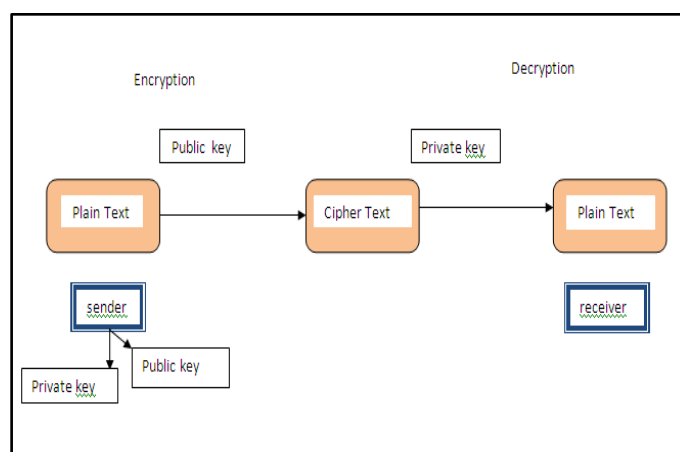 Encryption
Decryption
Public key
Private key
Plain Text
Cipher Text
Plain Text
sender
receiver
Public key
Private key